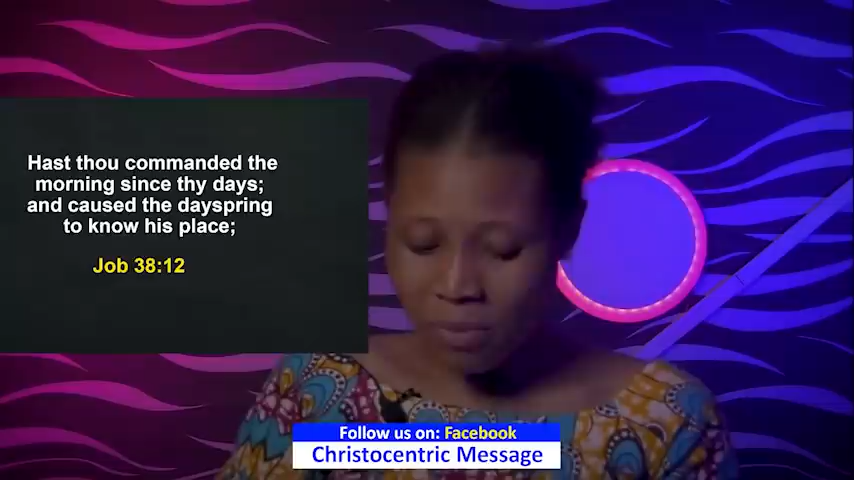 Hast thou commanded the
morning since thy days;
and caused the dayspring
to know his place;
Job 38:12
Follow us on: Facebook
Christocentric Message